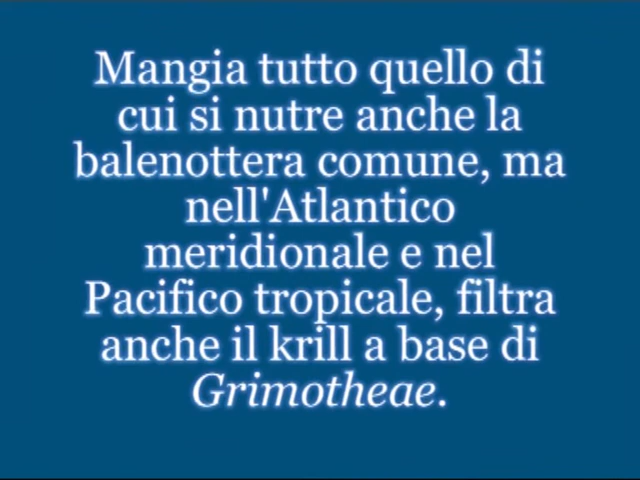 Mangia tutto quello di
cui si nutre anche la
balenottera comune, ma
nell'Atlantico
meridionale e nel
Pacifico tropicale, filtra
anche il krill a base di
Grimotheae.